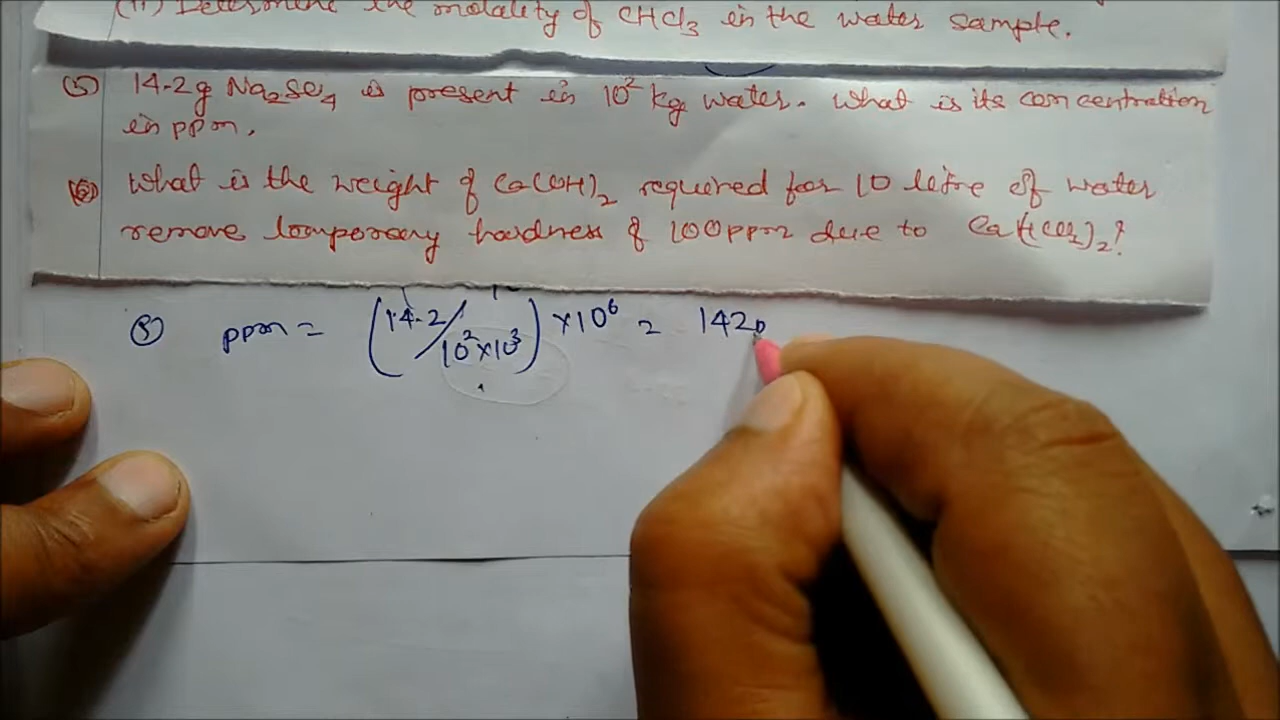 (ii) Determine the molality of CHCl₃ in the water sample.
(5) 14.2g Na₂SO₄ is present in 10² kg water. What is its concentration
in ppm.
(6) What is the weight of Ca(OH)₂ required for 10 litre of water
remove temporary hardness of 100ppm due to Ca(HCO₃)₂?
(5) ppm = (14.2/10²×10³) ×10⁶ = 142p